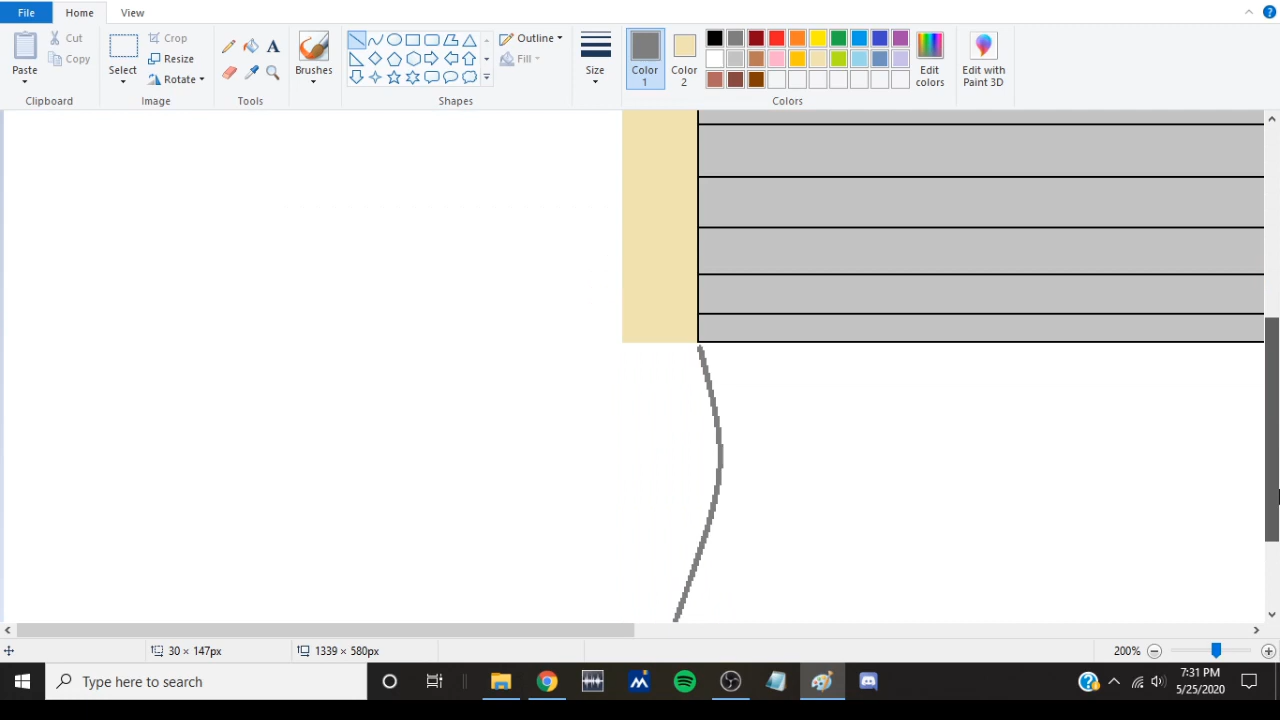 File Home View
Paste
Cut
Copy
Clipboard
Select
Crop
Resize
Rotate
Image
Tools
Brushes
Shapes
Outline
Fill
Size
Color
1
Color
2
Edit
colors
Colors
Edit with
Paint 3D
30 × 147px
1339 × 580px
200%
Type here to search
7:31 PM
5/25/2020